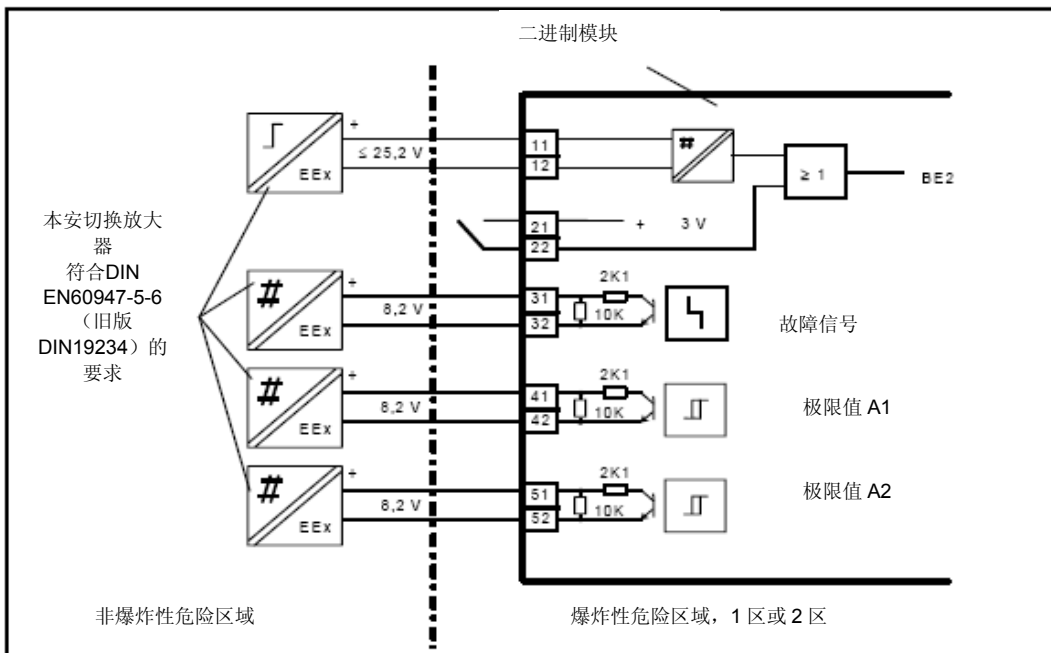 二进制模块
+
≤ 25,2 V
EEx
11
12
#
≥ 1
BE2
21
22
+ 3 V
本安切换放大
器
符合DIN
EN60947-5-6
（旧版
DIN19234）的
要求
#
+
8,2 V
EEx
31
32
2K1
10K
故障信号
#
+
8,2 V
EEx
41
42
2K1
10K
极限值 A1
#
+
8,2 V
EEx
51
52
2K1
10K
极限值 A2
非爆炸性危险区域
爆炸性危险区域，1 区或 2 区